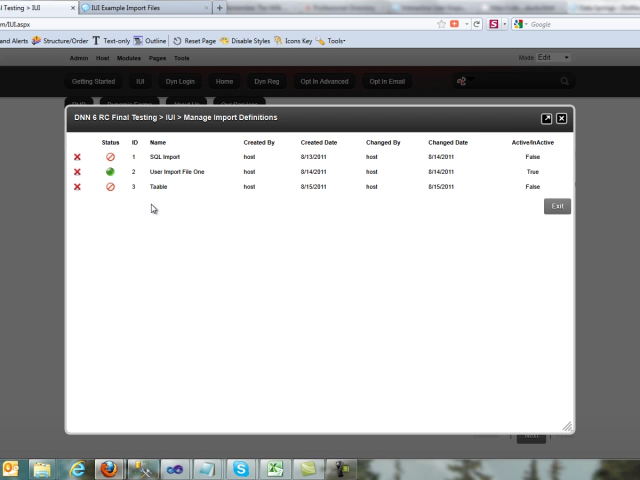 al Testing > IUI
IUI Example Import Files
m/IUI.aspx
Google
and Alerts Structure/Order Text-only Outline Reset Page Disable Styles Icons Key Tools
Admin Host Modules Pages Tools
Mode: Edit
Getting Started IUI Dyn Login Home Dyn Reg Opt In Advanced Opt In Email
DNN 6 RC Final Testing > IUI > Manage Import Definitions
Status ID Name Created By Created Date Changed By Changed Date Active/InActive
1 SQL Import host 8/13/2011 host 8/14/2011 False
2 User Import File One host 8/14/2011 host 8/14/2011 True
3 Taable host 8/15/2011 host 8/15/2011 False
Exit
Next